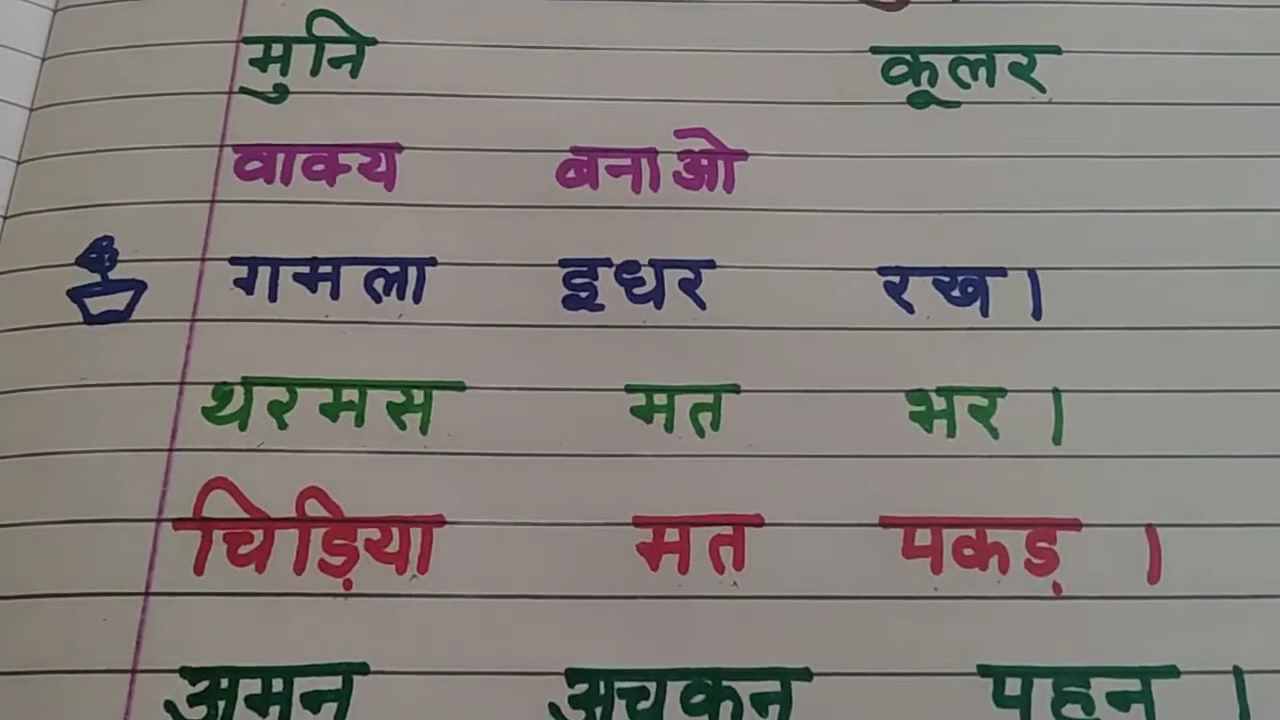 मुनि कूलर
वाक्य बनाओ
गमला इधर रख।
थरमस मत भर।
चिड़िया मत पकड़।
अमन अचकन पहन।